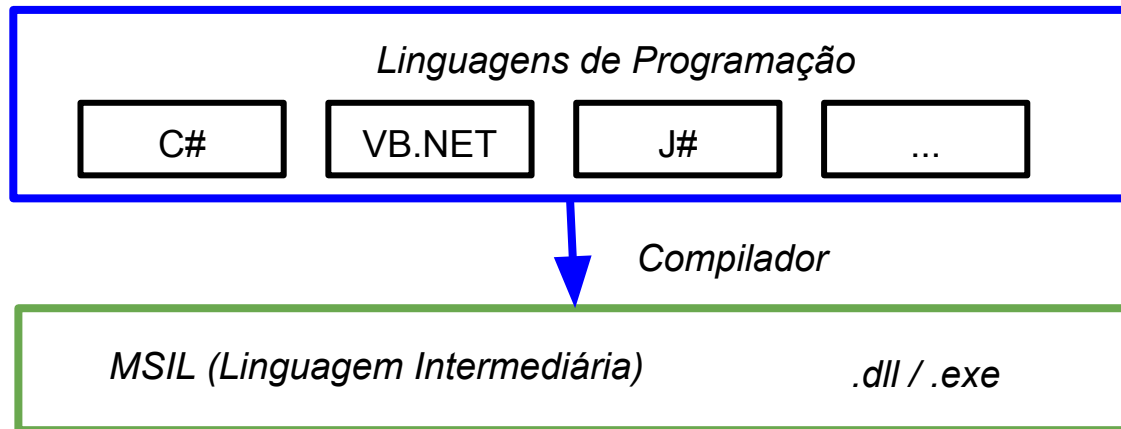 Linguagens de Programação
C# VB.NET J# ...
Compilador
MSIL (Linguagem Intermediária) .dll / .exe